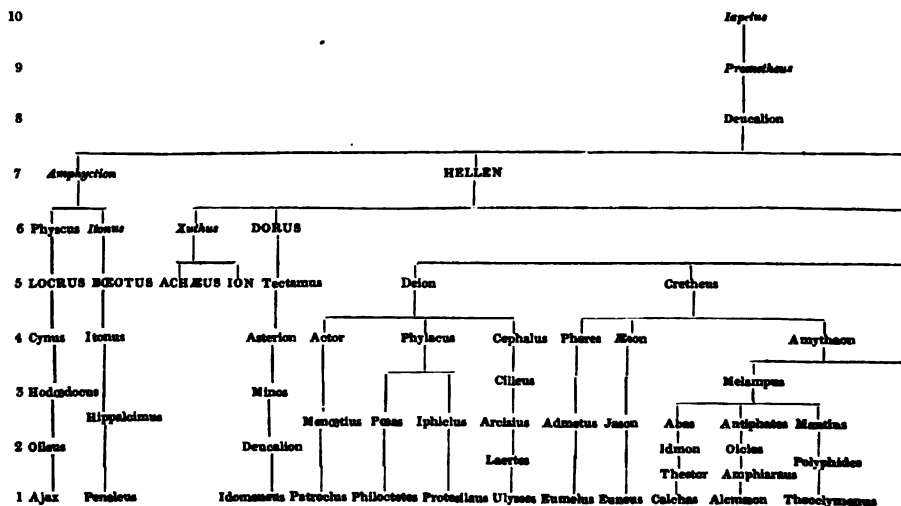 10 Iapetus
9 Prometheus
8 Deucalion
7 Amphyction HELLEN
6 Physcus Itonus Xuthus DORUS
5 LOCRUS BŒOTUS ACHÆUS ION Tectamus Deion Cretheus
4 Cynus Itonus Asterion Actor Phylacus Cephalus Pheres Æson Amythaon
Cilleus Melampus
3 Hodœdocus Minos
Hippalcimus Menœtius Pœas Iphiclus Arcisius Admetus Jason Abas Antiphates Mantius
2 Oileus Deucalion Idmon Oicles
Laertes Polyphides
Thestor Amphiaraus
1 Ajax Peneleus Idomeneus Patroclus Philoctetes Protesilaus Ulysses Eumelus Euneus Calchas Alcmæon Theoclymenus